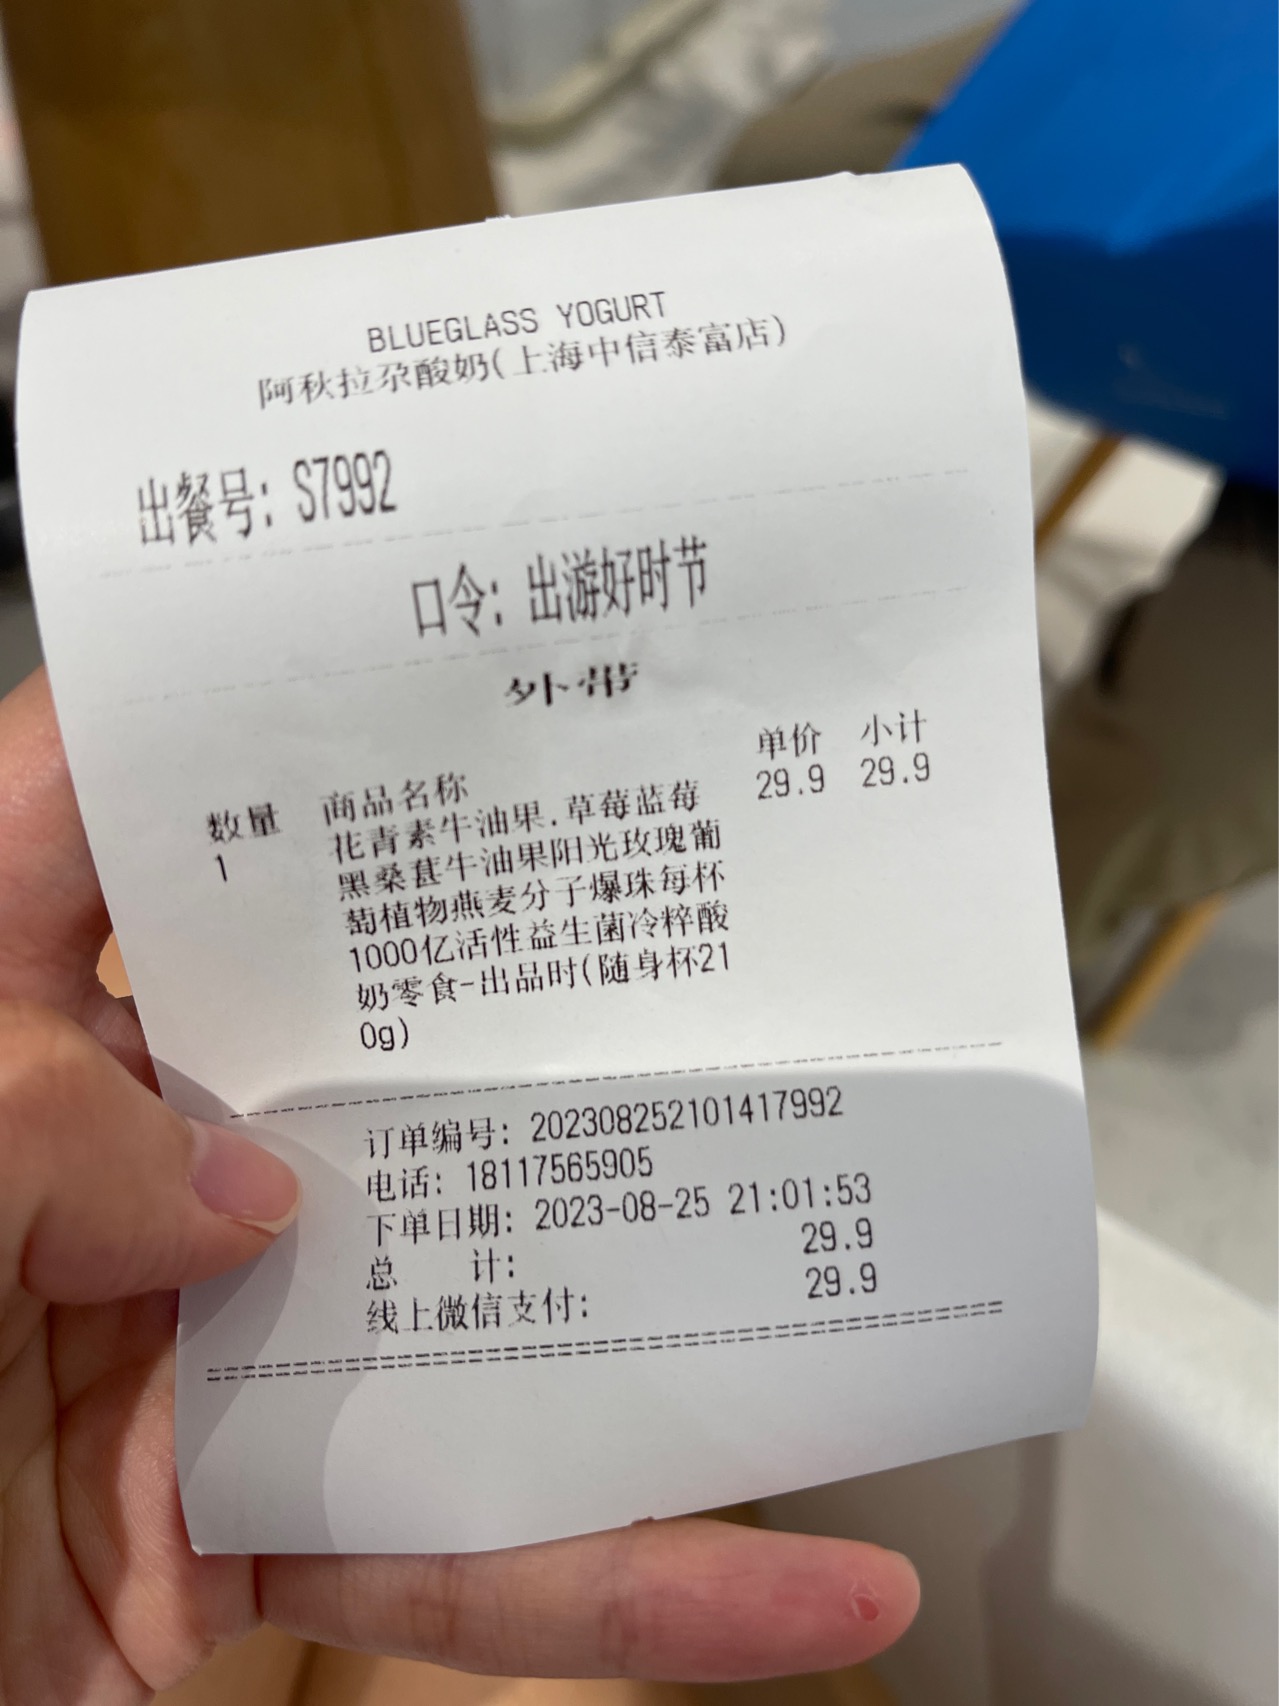 BLUEGLASS YOGURT
阿秋拉尕酸奶(上海中信泰富店)
出餐号: S7992
口令: 出游好时节
外带
数量 商品名称 单价 小计
1 花青素牛油果.草莓蓝莓 29.9 29.9
黑桑葚牛油果阳光玫瑰葡
萄植物燕麦分子爆珠每杯
1000亿活性益生菌冷粹酸
奶零食-出品时(随身杯21
0g)
订单编号: 202308252101417992
电话: 18117565905
下单日期: 2023-08-25 21:01:53
总 计: 29.9
线上微信支付: 29.9